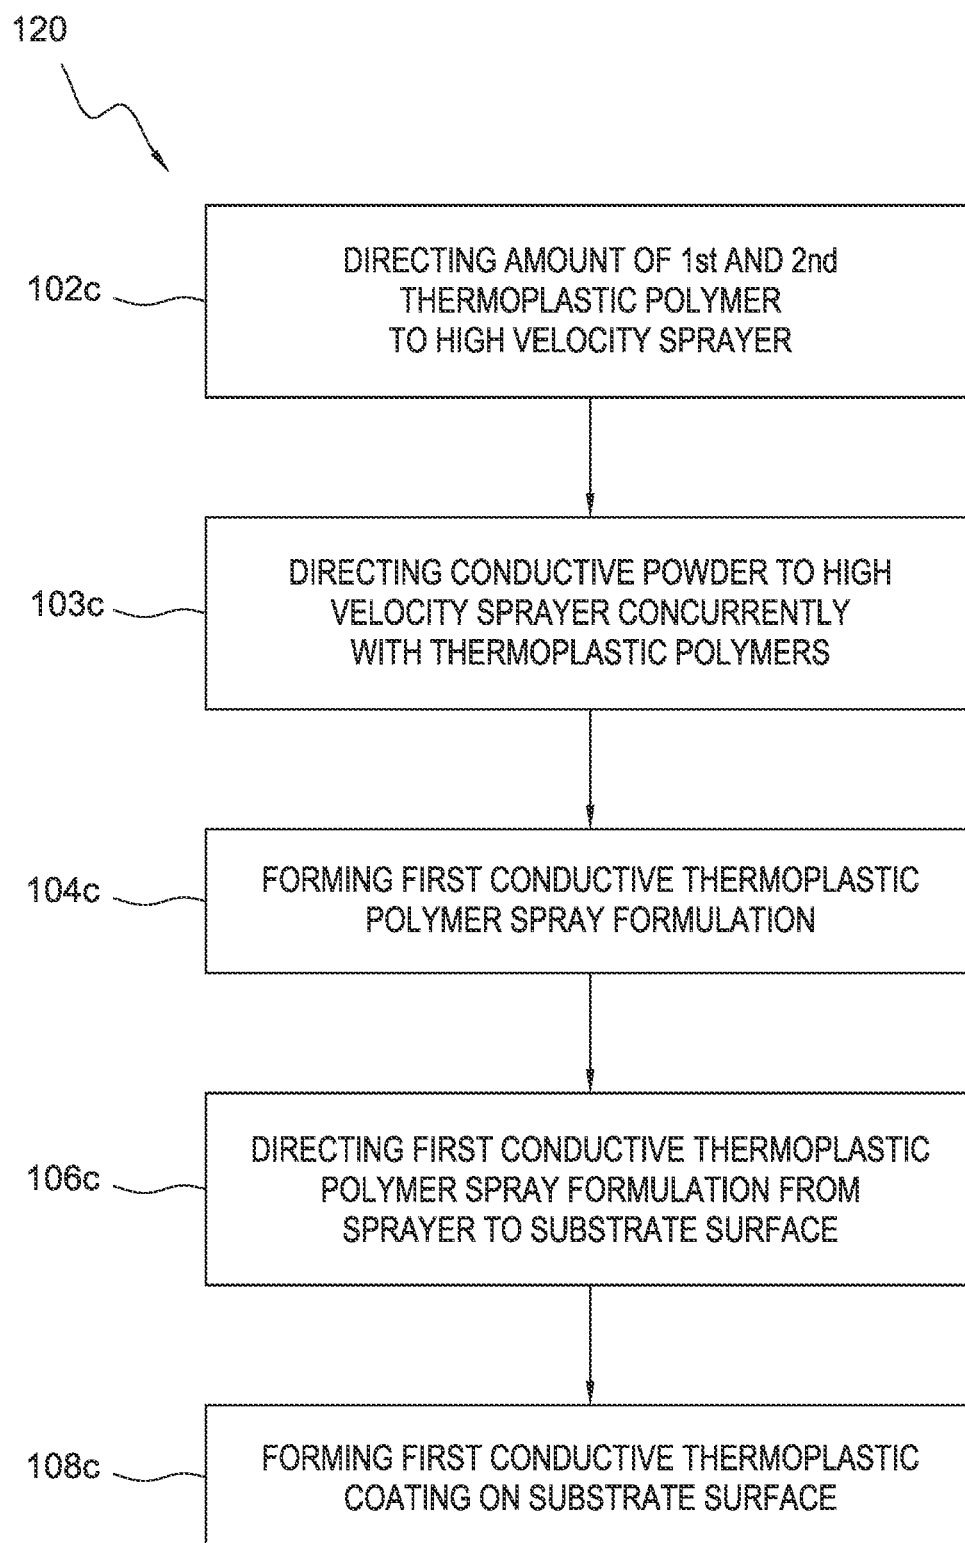 120
102c
DIRECTING AMOUNT OF 1st AND 2nd
THERMOPLASTIC POLYMER
TO HIGH VELOCITY SPRAYER
103c
DIRECTING CONDUCTIVE POWDER TO HIGH
VELOCITY SPRAYER CONCURRENTLY
WITH THERMOPLASTIC POLYMERS
104c
FORMING FIRST CONDUCTIVE THERMOPLASTIC
POLYMER SPRAY FORMULATION
106c
DIRECTING FIRST CONDUCTIVE THERMOPLASTIC
POLYMER SPRAY FORMULATION FROM
SPRAYER TO SUBSTRATE SURFACE
108c
FORMING FIRST CONDUCTIVE THERMOPLASTIC
COATING ON SUBSTRATE SURFACE